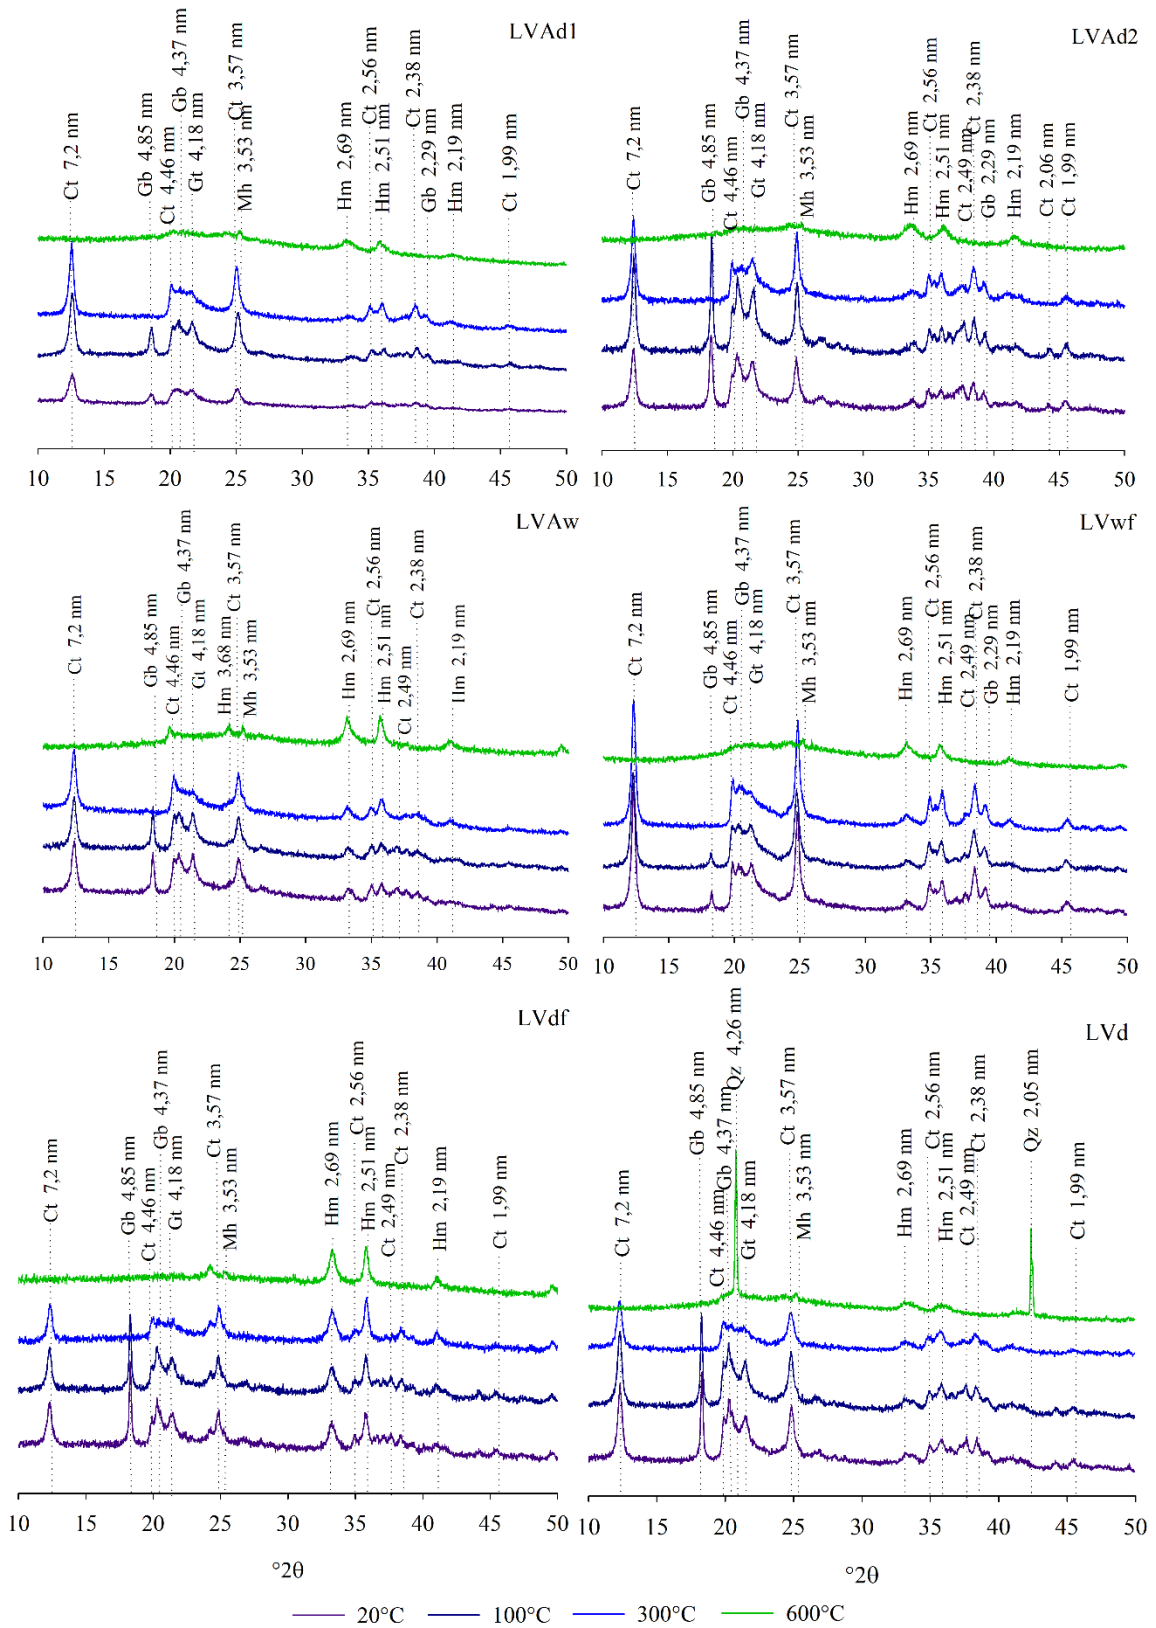 LVAd1
Ct 7,2 nm
Gb 4,85 nm
Ct 4,46 nm
Gb 4,37 nm
Gt 4,18 nm
Ct 3,57 nm
Mh 3,53 nm
Hm 2,69 nm
Ct 2,56 nm
Hm 2,51 nm
Ct 2,38 nm
Gb 2,29 nm
Hm 2,19 nm
Ct 1,99 nm
10 15 20 25 30 35 40 45 50
LVAd2
Ct 7,2 nm
Gb 4,85 nm
Ct 4,46 nm
Gb 4,37 nm
Gt 4,18 nm
Ct 3,57 nm
Mh 3,53 nm
Hm 2,69 nm
Ct 2,56 nm
Hm 2,51 nm
Ct 2,49 nm
Ct 2,38 nm
Gb 2,29 nm
Hm 2,19 nm
Ct 2,06 nm
Ct 1,99 nm
10 15 20 25 30 35 40 45 50
LVAw
Ct 7,2 nm
Gb 4,85 nm
Ct 4,46 nm
Gb 4,37 nm
Gt 4,18 nm
Hm 3,68 nm
Ct 3,57 nm
Mh 3,53 nm
Hm 2,69 nm
Ct 2,56 nm
Hm 2,51 nm
Ct 2,49 nm
Ct 2,38 nm
Hm 2,19 nm
10 15 20 25 30 35 40 45 50
LVwf
Ct 7,2 nm
Gb 4,85 nm
Ct 4,46 nm
Gb 4,37 nm
Gt 4,18 nm
Ct 3,57 nm
Mh 3,53 nm
Hm 2,69 nm
Ct 2,56 nm
Hm 2,51 nm
Ct 2,49 nm
Ct 2,38 nm
Gb 2,29 nm
Hm 2,19 nm
Ct 1,99 nm
10 15 20 25 30 35 40 45 50
LVdf
Ct 7,2 nm
Gb 4,85 nm
Ct 4,46 nm
Gb 4,37 nm
Gt 4,18 nm
Ct 3,57 nm
Mh 3,53 nm
Hm 2,69 nm
Ct 2,56 nm
Hm 2,51 nm
Ct 2,49 nm
Ct 2,38 nm
Hm 2,19 nm
Ct 1,99 nm
10 15 20 25 30 35 40 45 50
°2θ
LVd
Ct 7,2 nm
Gb 4,85 nm
Ct 4,46 nm
Gb 4,37 nm
Qz 4,26 nm
Gt 4,18 nm
Ct 3,57 nm
Mh 3,53 nm
Hm 2,69 nm
Ct 2,56 nm
Hm 2,51 nm
Ct 2,49 nm
Ct 2,38 nm
Qz 2,05 nm
Ct 1,99 nm
10 15 20 25 30 35 40 45 50
°2θ
20°C 100°C 300°C 600°C